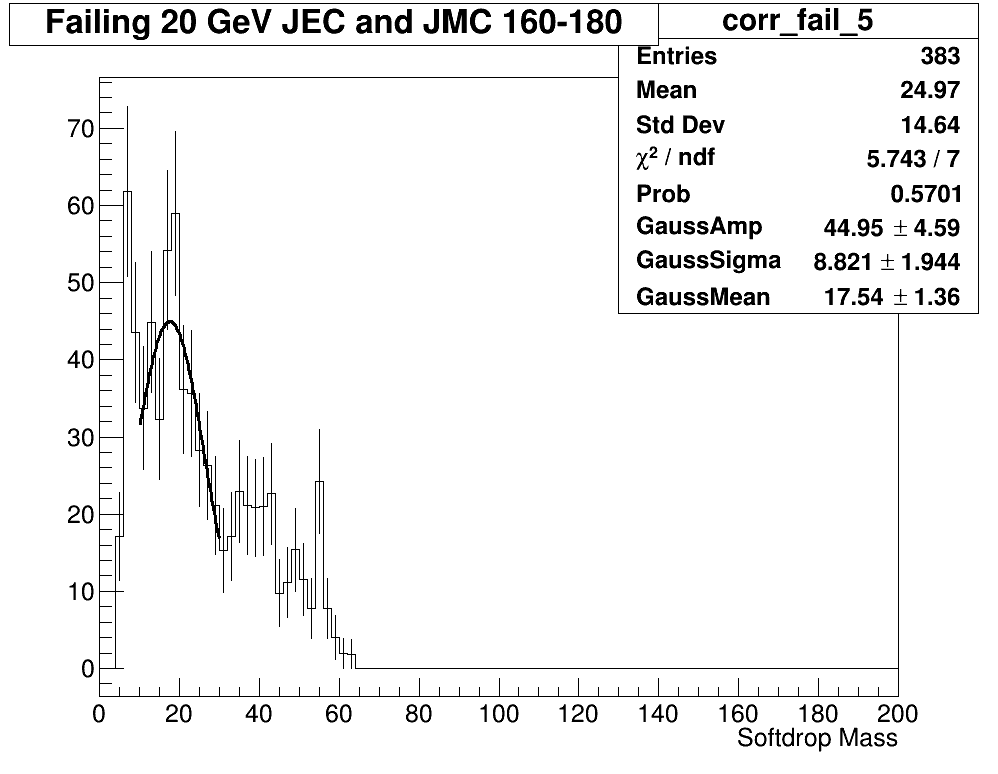 Failing 20 GeV JEC and JMC 160-180
corr_fail_5
Entries 383
Mean 24.97
Std Dev 14.64
χ² / ndf 5.743 / 7
Prob 0.5701
GaussAmp 44.95 ± 4.59
GaussSigma 8.821 ± 1.944
GaussMean 17.54 ± 1.36
70
60
50
40
30
20
10
0
0 20 40 60 80 100 120 140 160 180 200
Softdrop Mass